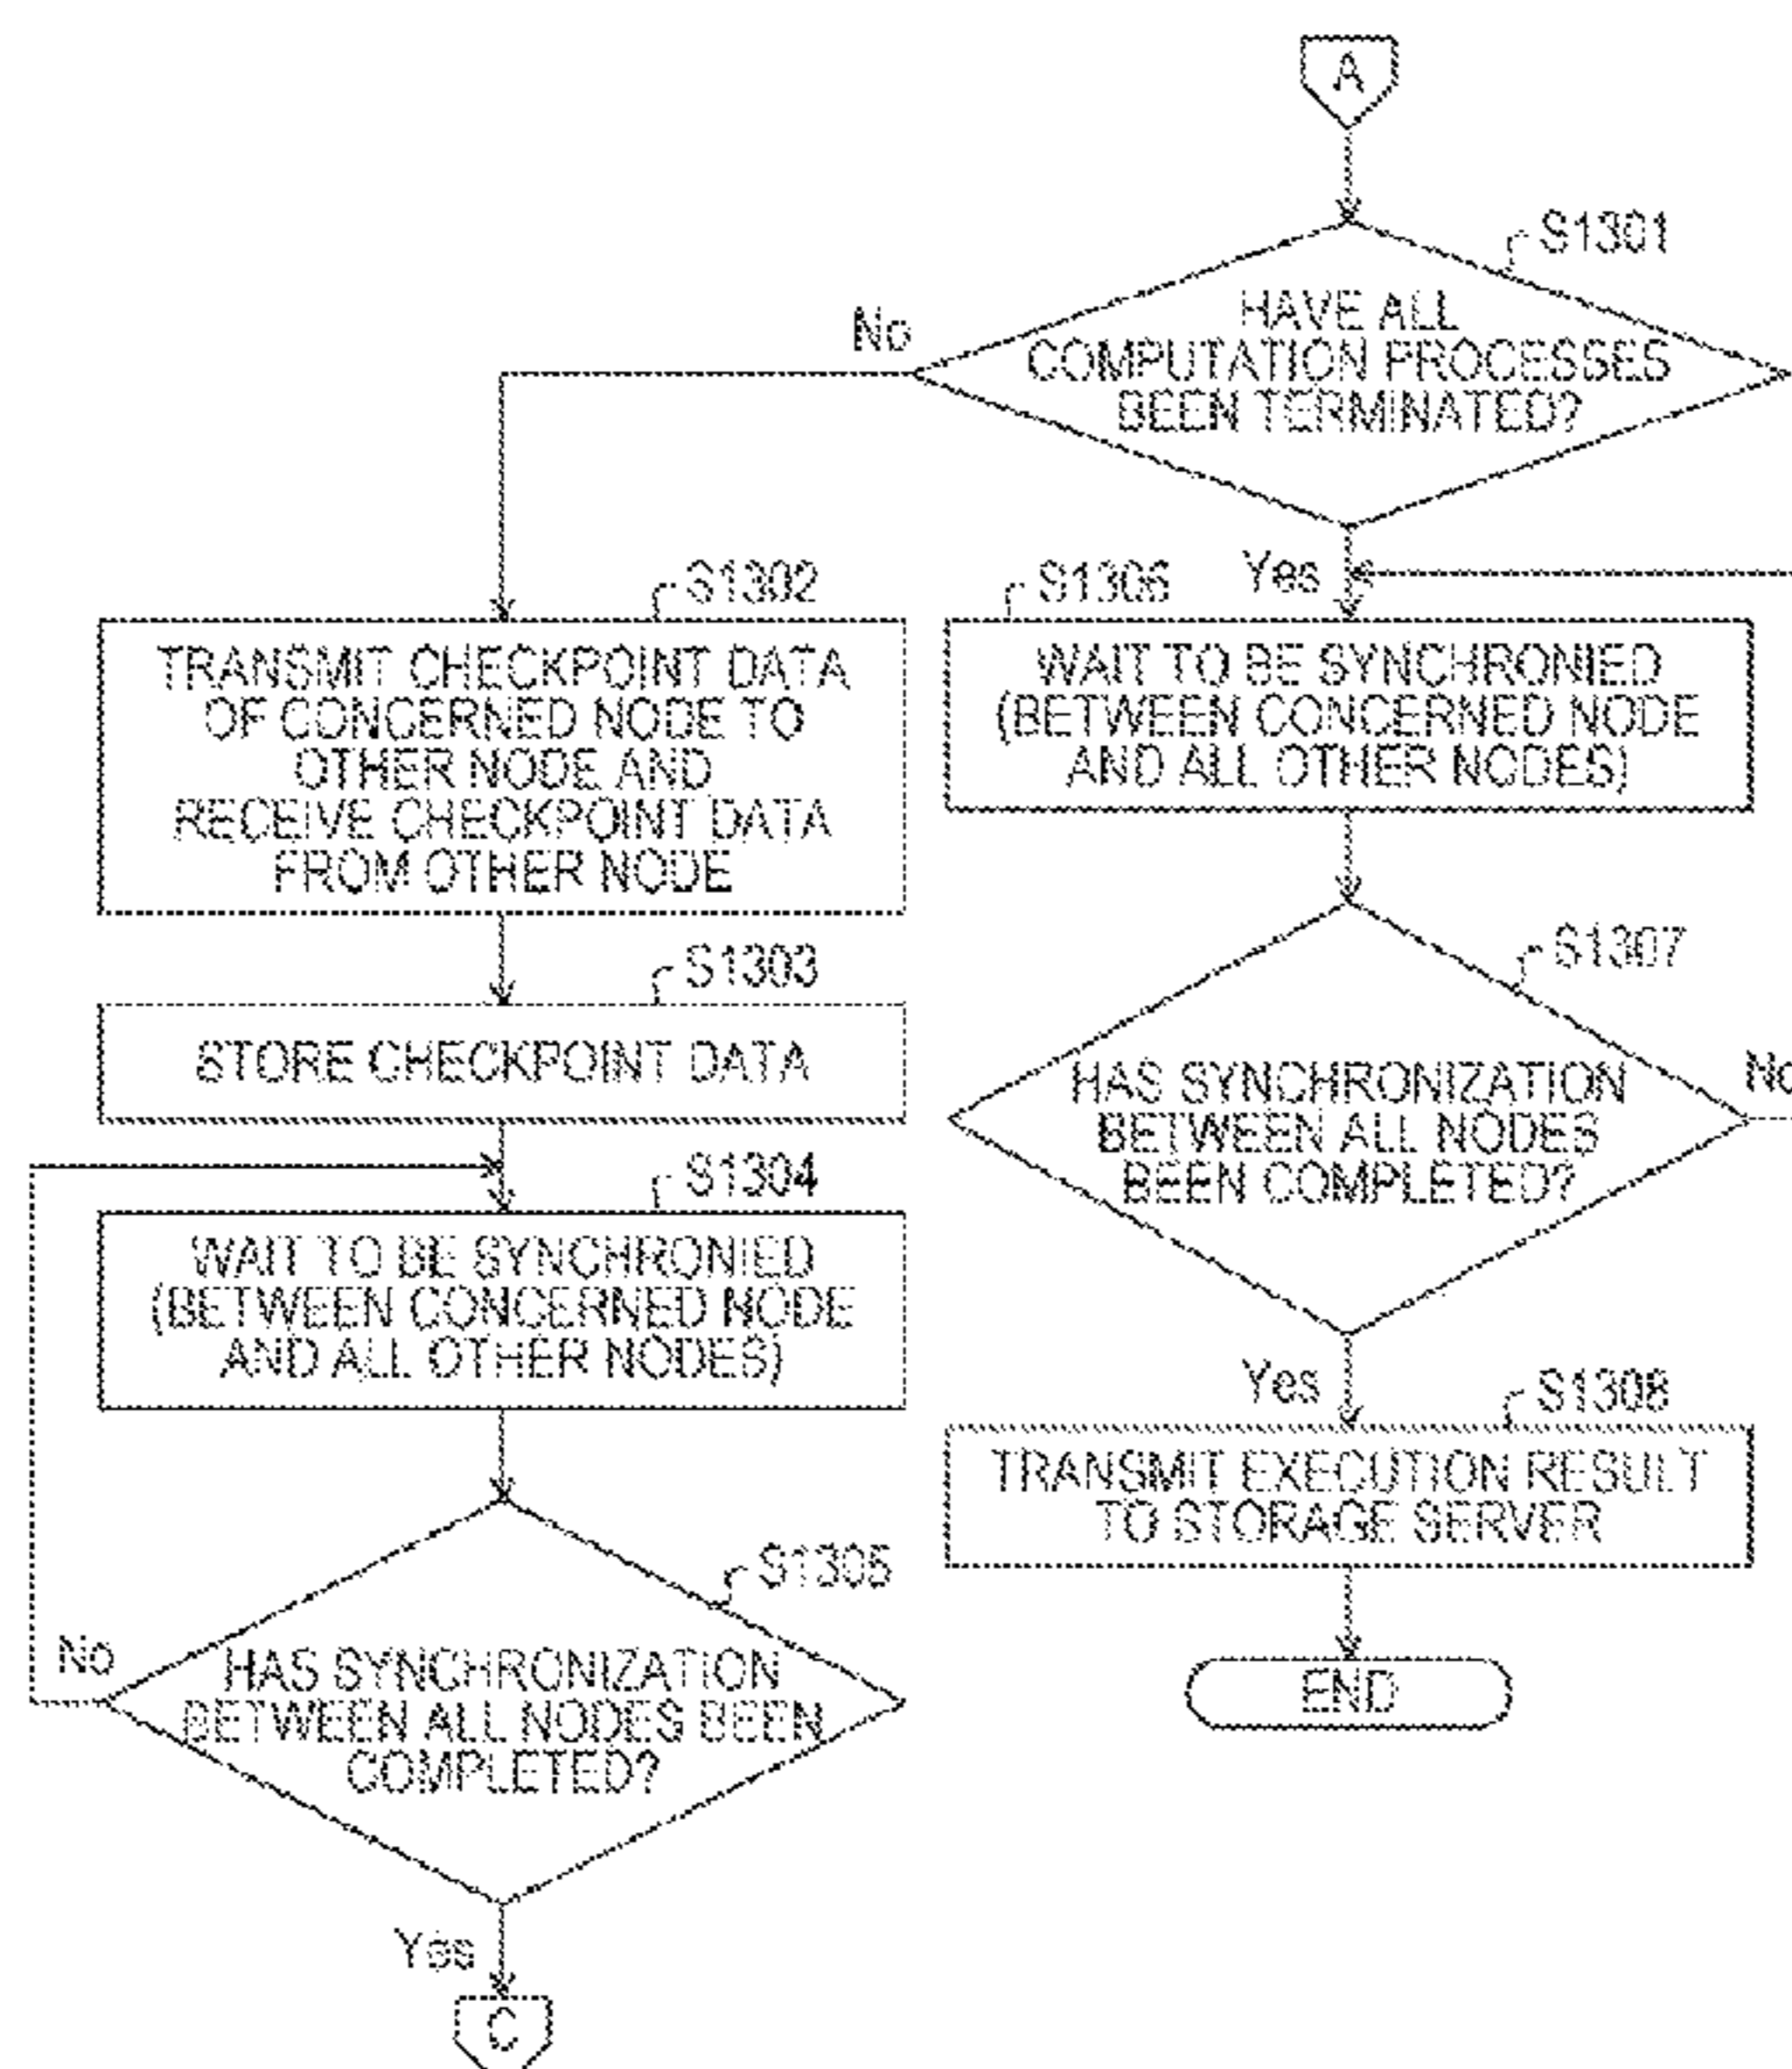 A
S1301
HAVE ALL
COMPUTATION PROCESSES
BEEN TERMINATED?
No
Yes
S1302
TRANSMIT CHECKPOINT DATA
OF CONCERNED NODE TO
OTHER NODE AND
RECEIVE CHECKPOINT DATA
FROM OTHER NODE
S1303
STORE CHECKPOINT DATA
S1304
WAIT TO BE SYNCHRONIED
(BETWEEN CONCERNED NODE
AND ALL OTHER NODES)
S1305
HAS SYNCHRONIZATION
BETWEEN ALL NODES BEEN
COMPLETED?
No
Yes
C
S1306
WAIT TO BE SYNCHRONIED
(BETWEEN CONCERNED NODE
AND ALL OTHER NODES)
S1307
HAS SYNCHRONIZATION
BETWEEN ALL NODES
BEEN COMPLETED?
No
Yes
S1308
TRANSMIT EXECUTION RESULT
TO STORAGE SERVER
END